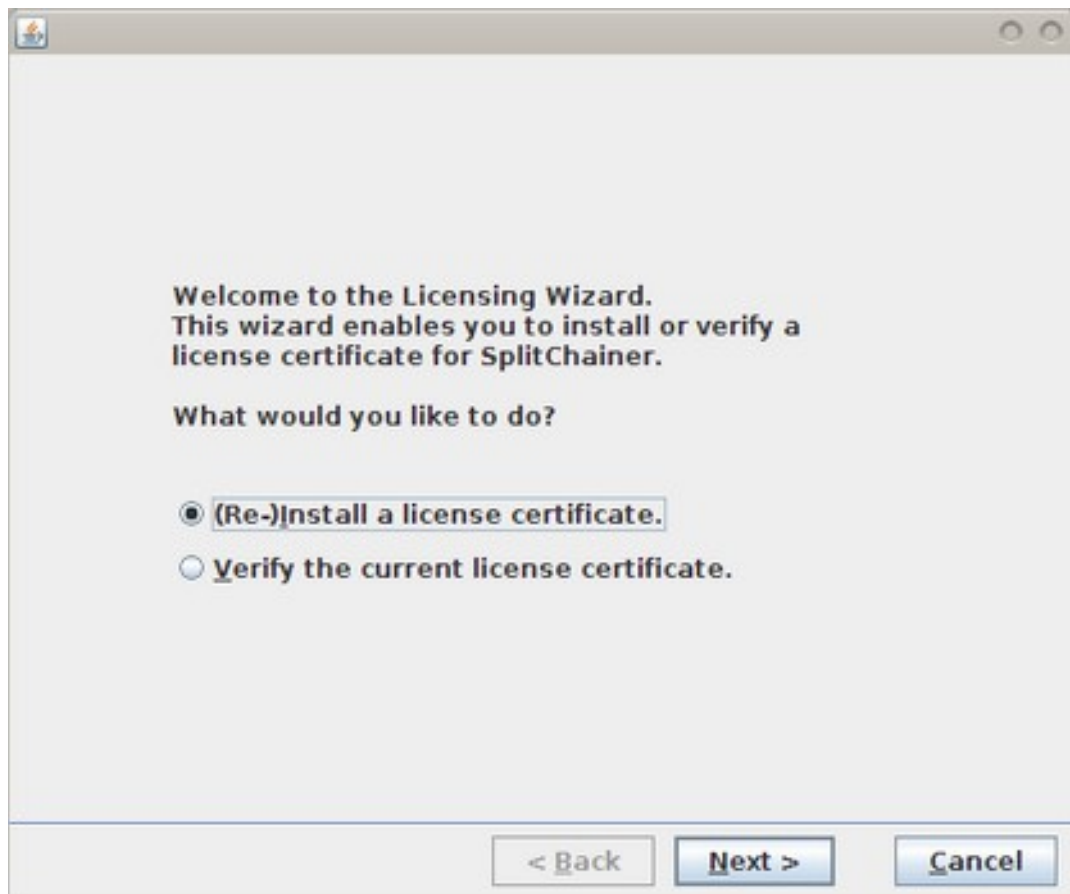 Welcome to the Licensing Wizard.
This wizard enables you to install or verify a
license certificate for SplitChainer.
What would you like to do?
(Re-)Install a license certificate.
Verify the current license certificate.
< Back Next > Cancel